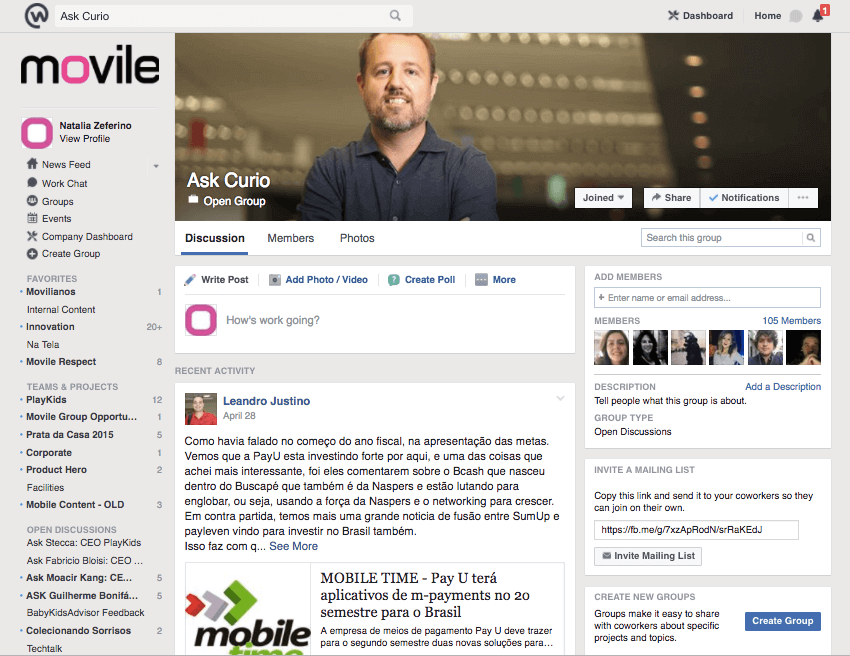 Ask Curio
Dashboard
Home
1
movile
Natalia Zeferino
View Profile
News Feed
Work Chat
Groups
Events
Company Dashboard
Create Group
FAVORITES
Movilianos 1
Internal Content
Innovation 20+
Na Tela
Movile Respect 8
TEAMS & PROJECTS
PlayKids 12
Movile Group Opportu... 1
Prata da Casa 2015 5
Corporate 1
Product Hero 2
Facilities
Mobile Content - OLD 3
OPEN DISCUSSIONS
Ask Stecca: CEO PlayKids
Ask Fabricio Bloisi: CEO ...
Ask Moacir Kang: CE... 5
ASK Guilherme Bonifá... 5
BabyKidsAdvisor Feedback
Colecionando Sorrisos 2
Techtalk
Ask Curio
Open Group
Joined
Share
Notifications
Discussion
Members
Photos
Search this group
Write Post
Add Photo / Video
Create Poll
More
How's work going?
RECENT ACTIVITY
Leandro Justino
April 28
Como havia falado no começo do ano fiscal, na apresentação das metas.
Vemos que a PayU esta investindo forte por aqui, e uma das coisas que
achei mais interessante, foi eles comentarem sobre o Bcash que nasceu
dentro do Buscapé que também é da Naspers e estão lutando para
englobar, ou seja, usando a força da Naspers e o networking para crescer.
Em contra partida, temos mais uma grande noticia de fusão entre SumUp e
payleven vindo para investir no Brasil também.
Isso faz com q... See More
mobile
time
MOBILE TIME - Pay U terá
aplicativos de m-payments no 2o
semestre para o Brasil
A empresa de meios de pagamento Pay U deve trazer
para o segundo semestre duas novas soluções para...
ADD MEMBERS
+ Enter name or email address...
MEMBERS
105 Members
DESCRIPTION
Add a Description
Tell people what this group is about.
GROUP TYPE
Open Discussions
INVITE A MAILING LIST
Copy this link and send it to your coworkers so they
can join on their own.
https://fb.me/g/7xzApRodN/srRaKEdJ
Invite Mailing List
CREATE NEW GROUPS
Groups make it easy to share
with coworkers about specific
projects and topics.
Create Group